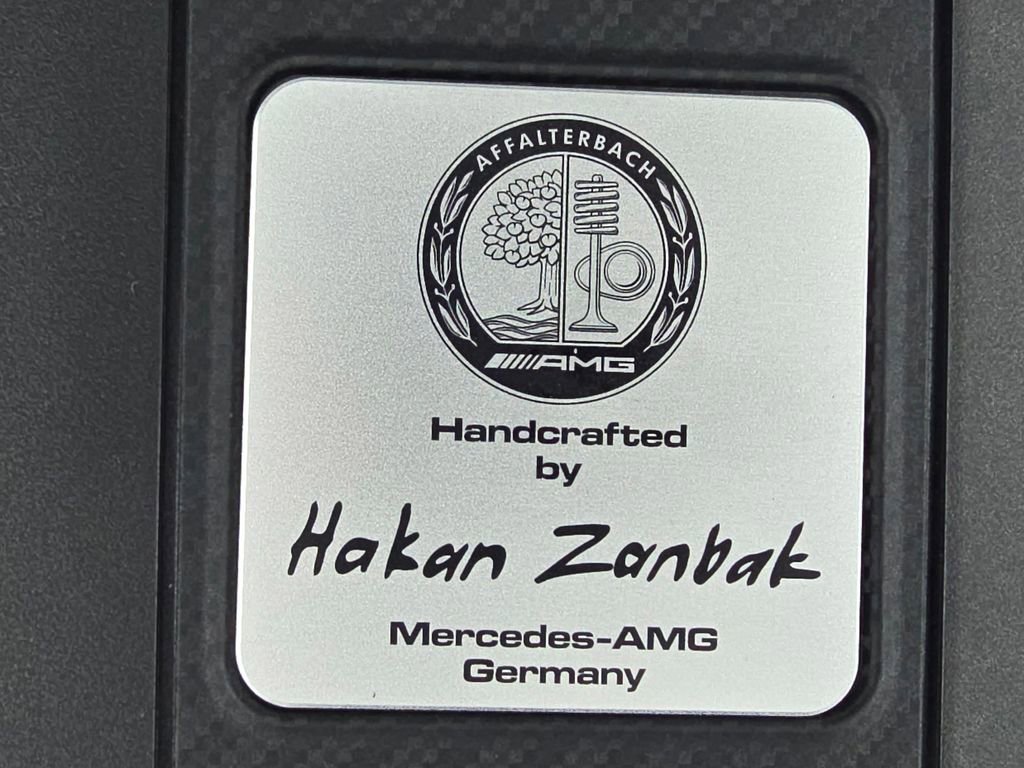 AFFALTERBACH
AMG
Handcrafted
by
Hakan Zanbak
Mercedes-AMG
Germany